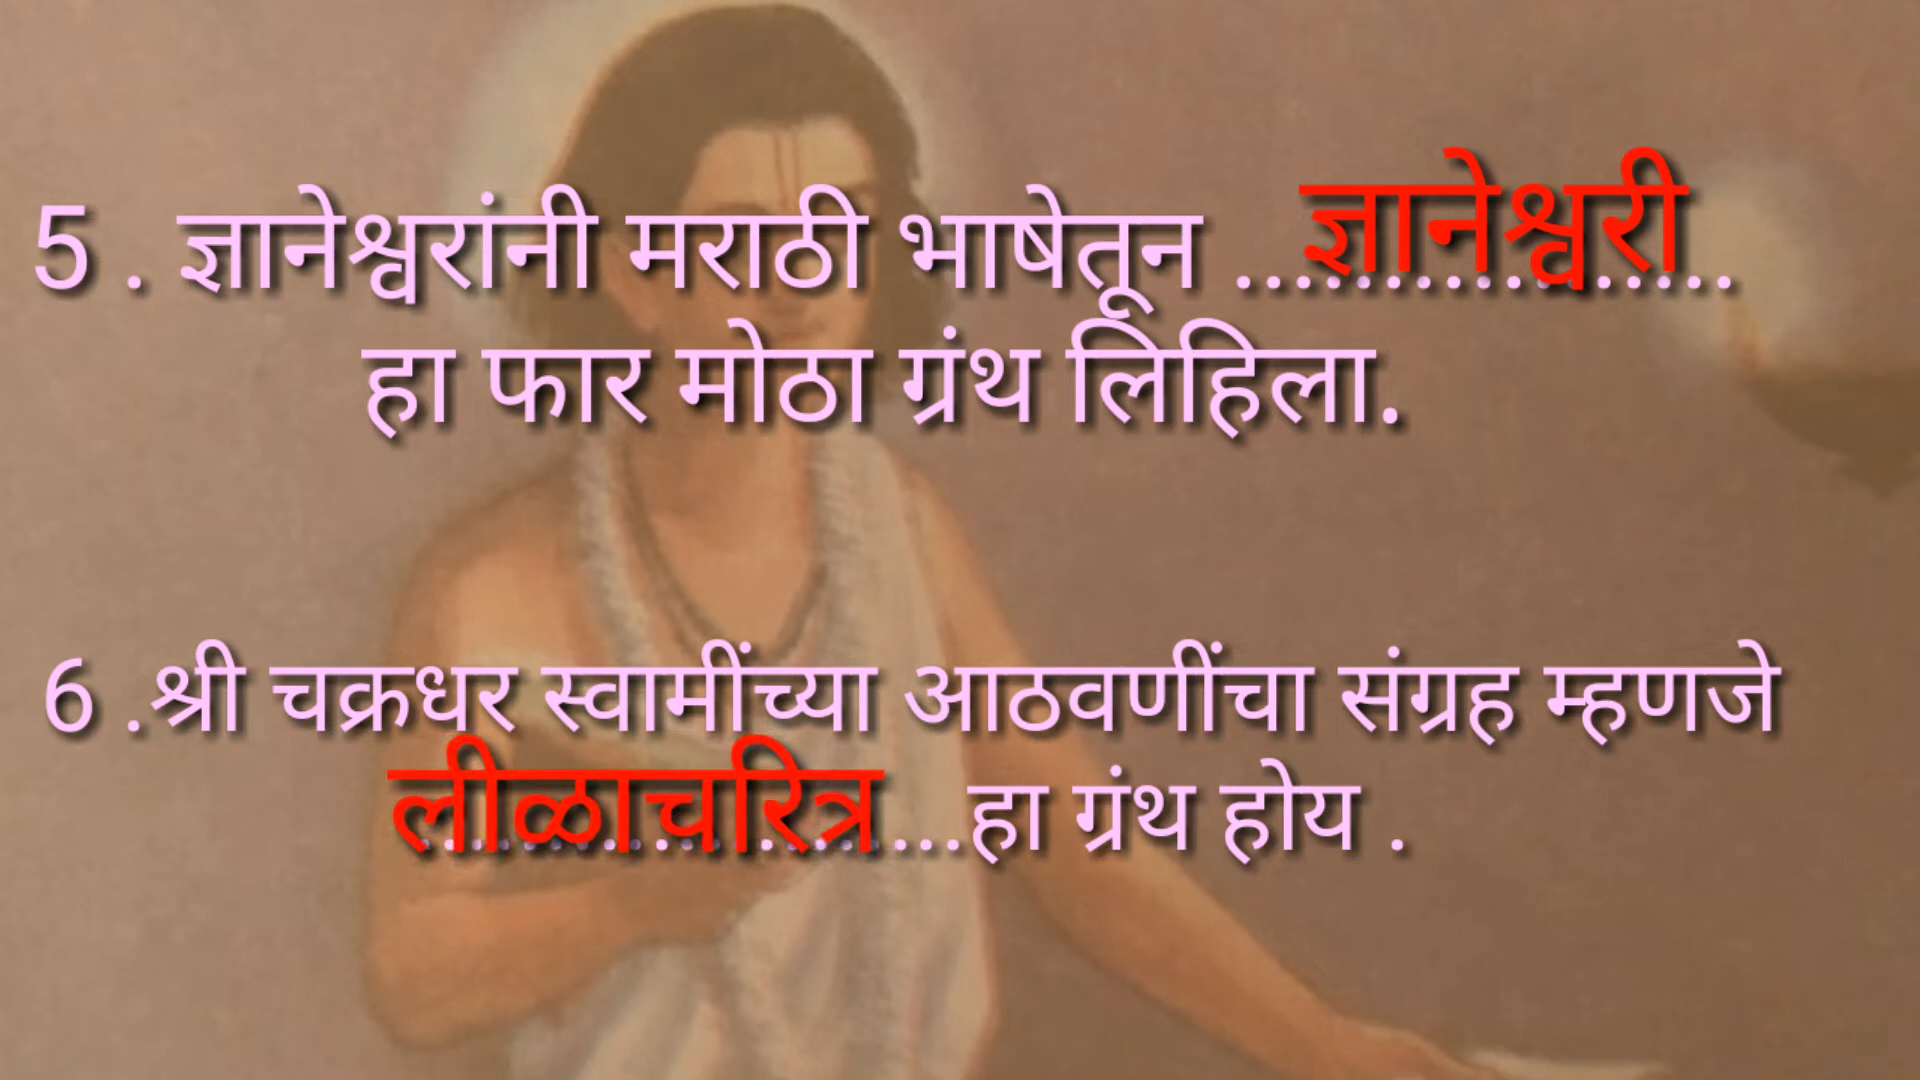 5 . ज्ञानेश्वरांनी मराठी भाषेतून ..ज्ञानेश्वरी..
हा फार मोठा ग्रंथ लिहिला.
6 .श्री चक्रधर स्वामींच्या आठवणींचा संग्रह म्हणजे
लीळाचरित्र...हा ग्रंथ होय .